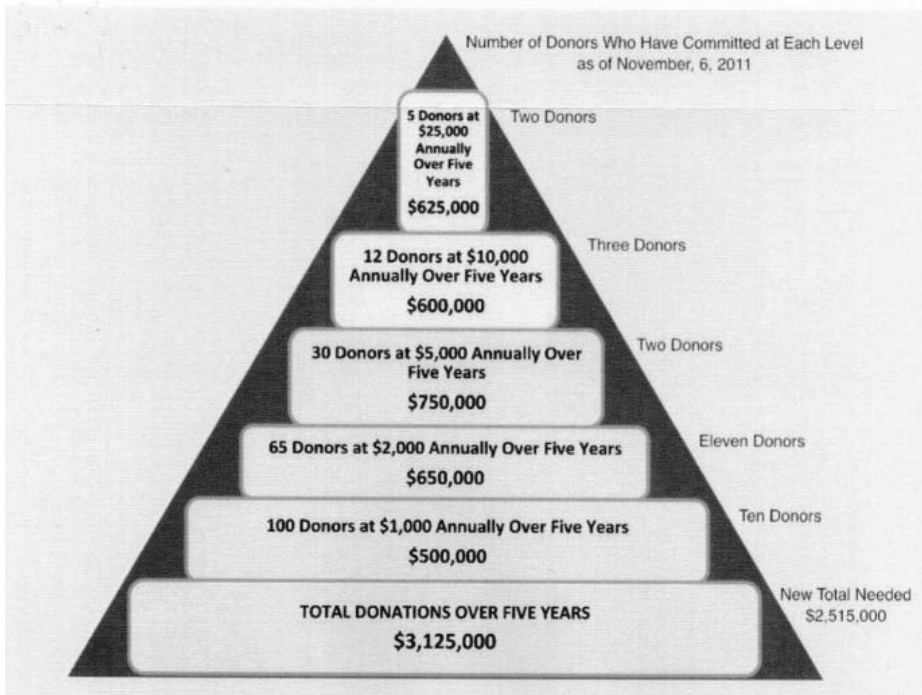 Number of Donors Who Have Committed at Each Level
as of November, 6, 2011
5 Donors at
$25,000
Annually
Over Five
Years
$625,000
Two Donors
12 Donors at $10,000
Annually Over Five Years
$600,000
Three Donors
30 Donors at $5,000 Annually Over
Five Years
$750,000
Two Donors
65 Donors at $2,000 Annually Over Five Years
$650,000
Eleven Donors
100 Donors at $1,000 Annually Over Five Years
$500,000
Ten Donors
TOTAL DONATIONS OVER FIVE YEARS
$3,125,000
New Total Needed
$2,515,000